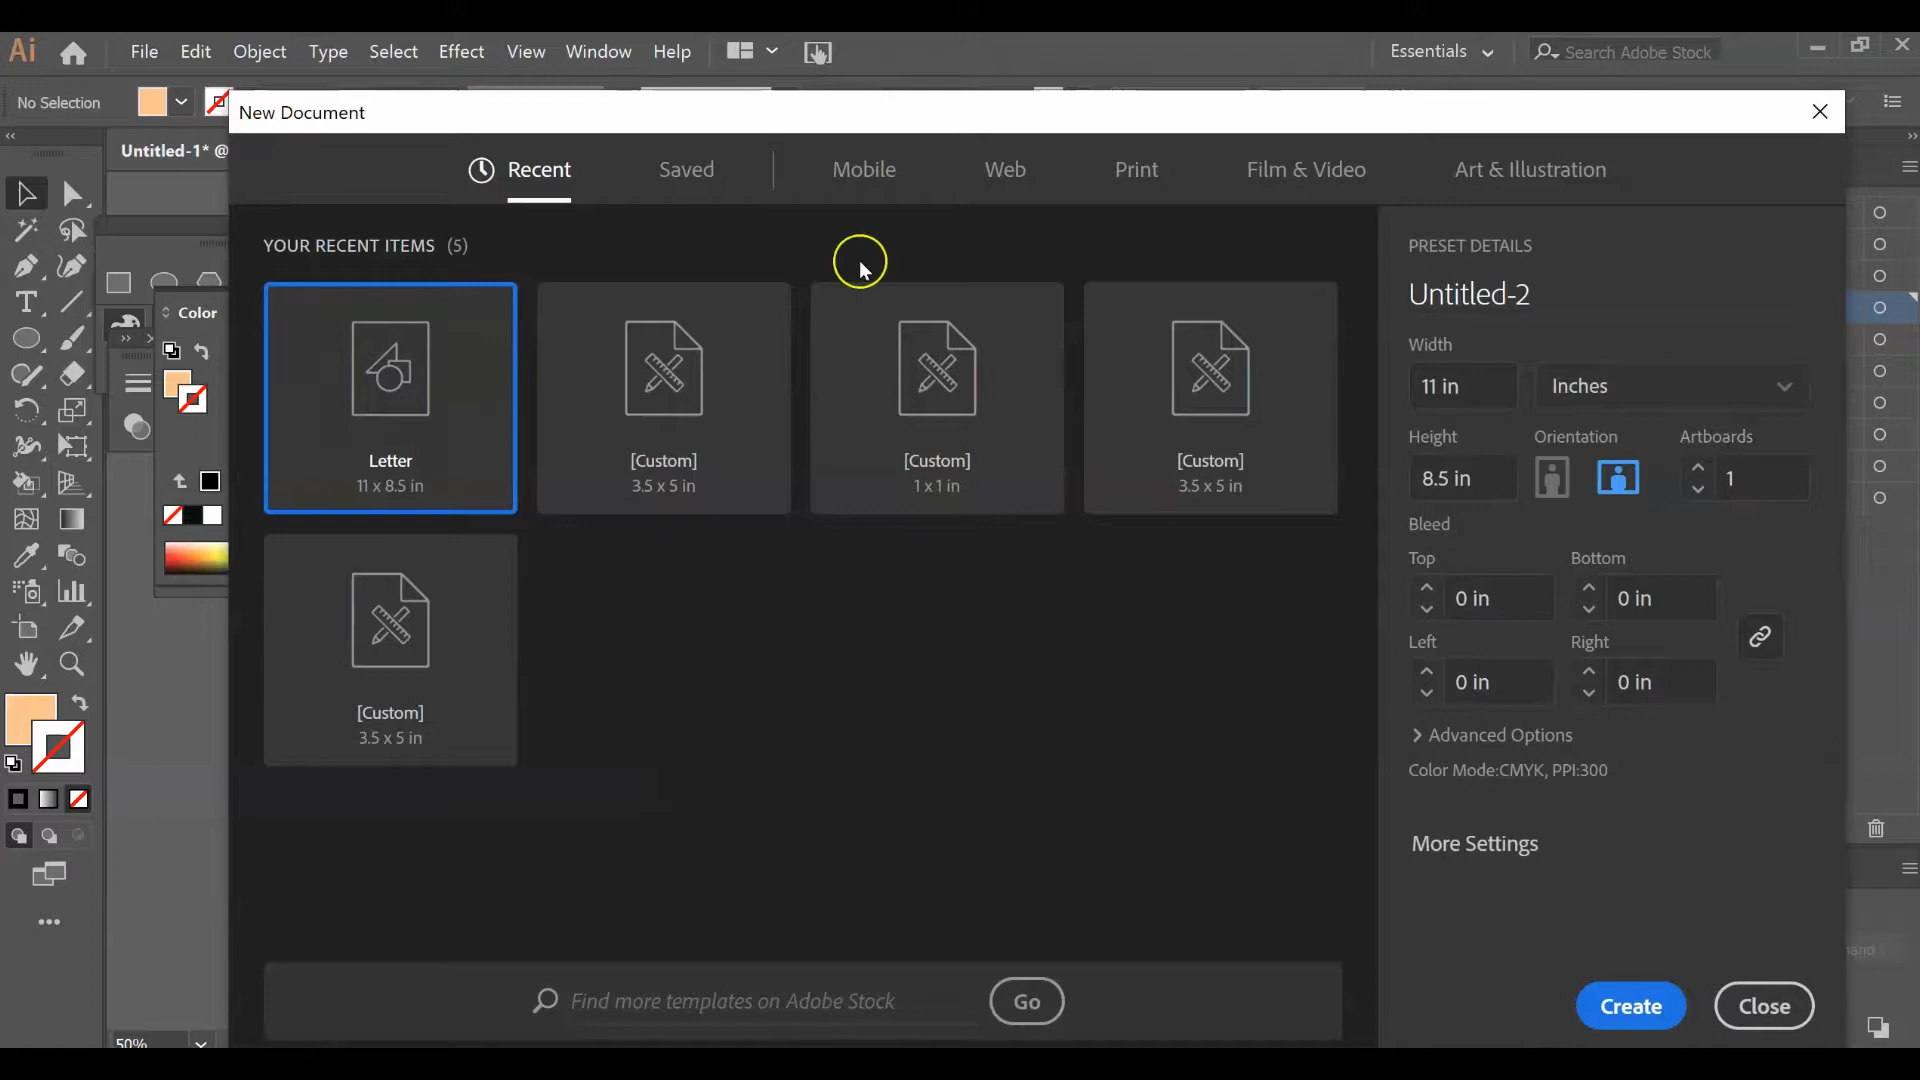 Ai File Edit Object Type Select Effect View Window Help Essentials Search Adobe Stock
No Selection
New Document
Untitled-1* @
Recent Saved Mobile Web Print Film & Video Art & Illustration
YOUR RECENT ITEMS (5)
Letter
11 x 8.5 in
[Custom]
3.5 x 5 in
[Custom]
1 x 1 in
[Custom]
3.5 x 5 in
[Custom]
3.5 x 5 in
Find more templates on Adobe Stock Go
Color
50%
PRESET DETAILS
Untitled-2
Width
11 in Inches
Height Orientation Artboards
8.5 in 1
Bleed
Top Bottom
0 in 0 in
Left Right
0 in 0 in
Advanced Options
Color Mode:CMYK, PPI:300
More Settings
Create Close